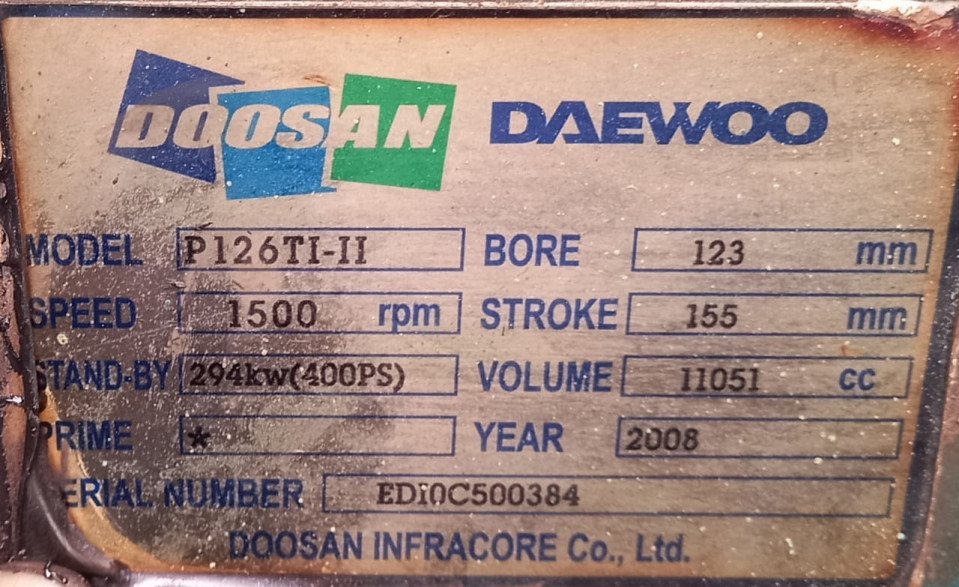 DOOSAN DAEWOO
MODEL P126TI-II BORE 123 mm
SPEED 1500 rpm STROKE 155 mm
STAND-BY 294kw(400PS) VOLUME 11051 cc
PRIME * YEAR 2008
SERIAL NUMBER EDI0C500384
DOOSAN INFRACORE Co., Ltd.